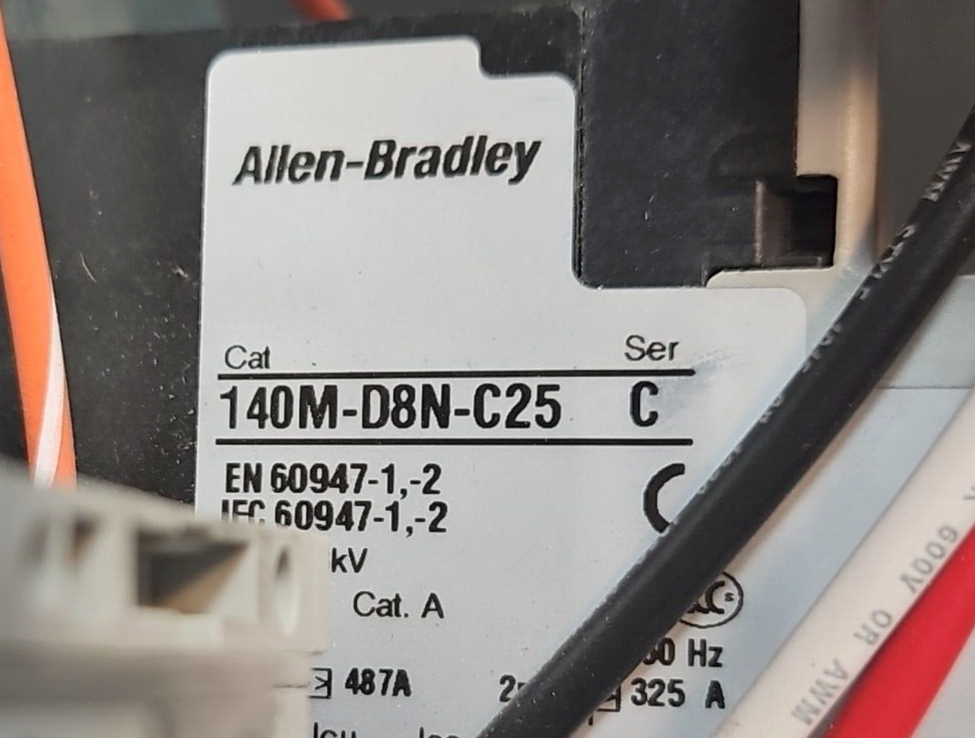 Allen-Bradley
Cat Ser
140M-D8N-C25 C
EN 60947-1,-2
IEC 60947-1,-2
kV
Cat. A
Hz
487A 325 A
AWM
600V OR AWM